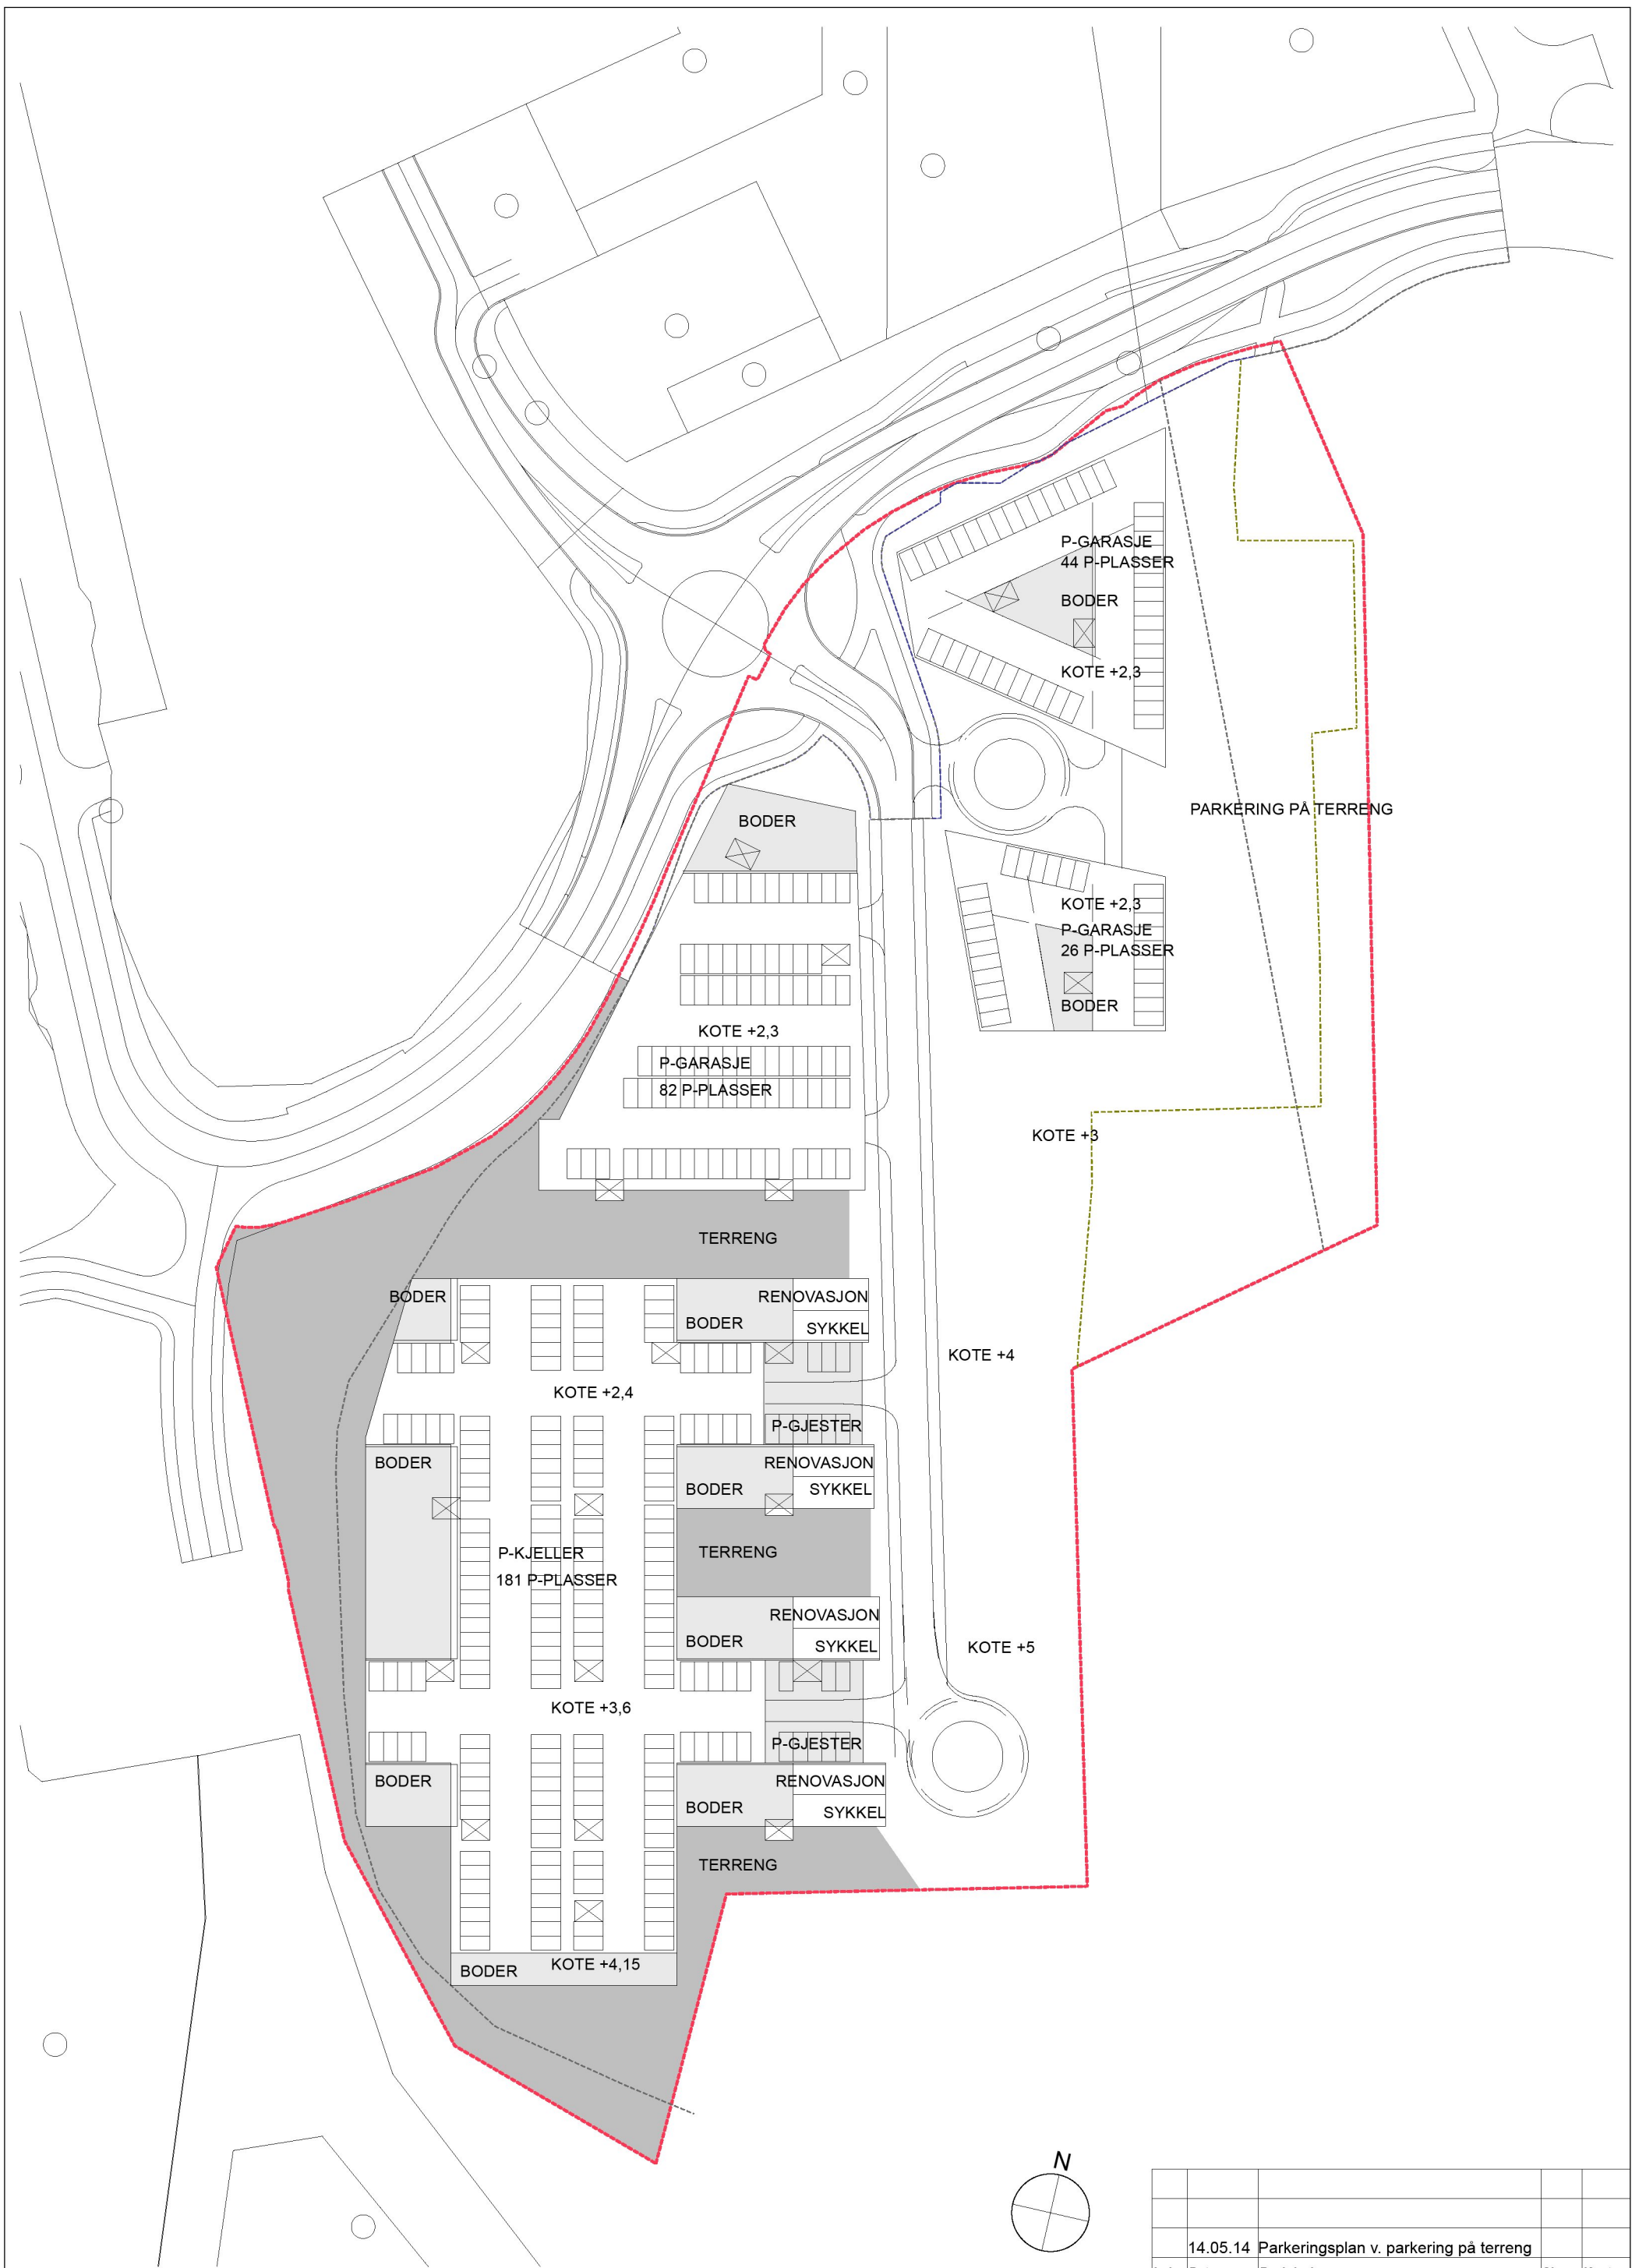 P-GARASJE
44 P-PLASSER
BODER
KOTE +2,3
PARKERING PÅ TERRENG
BODER
KOTE +2,3
P-GARASJE
26 P-PLASSER
BODER
KOTE +2,3
P-GARASJE
82 P-PLASSER
KOTE +3
TERRENG
BODER
RENOVASJON
BODER
SYKKEL
KOTE +4
KOTE +2,4
P-GJESTER
BODER
RENOVASJON
BODER
SYKKEL
P-KJELLER
181 P-PLASSER
TERRENG
RENOVASJON
BODER
SYKKEL
KOTE +5
KOTE +3,6
P-GJESTER
BODER
RENOVASJON
BODER
SYKKEL
TERRENG
BODER
KOTE +4,15
N
14.05.14 Parkeringsplan v. parkering på terreng